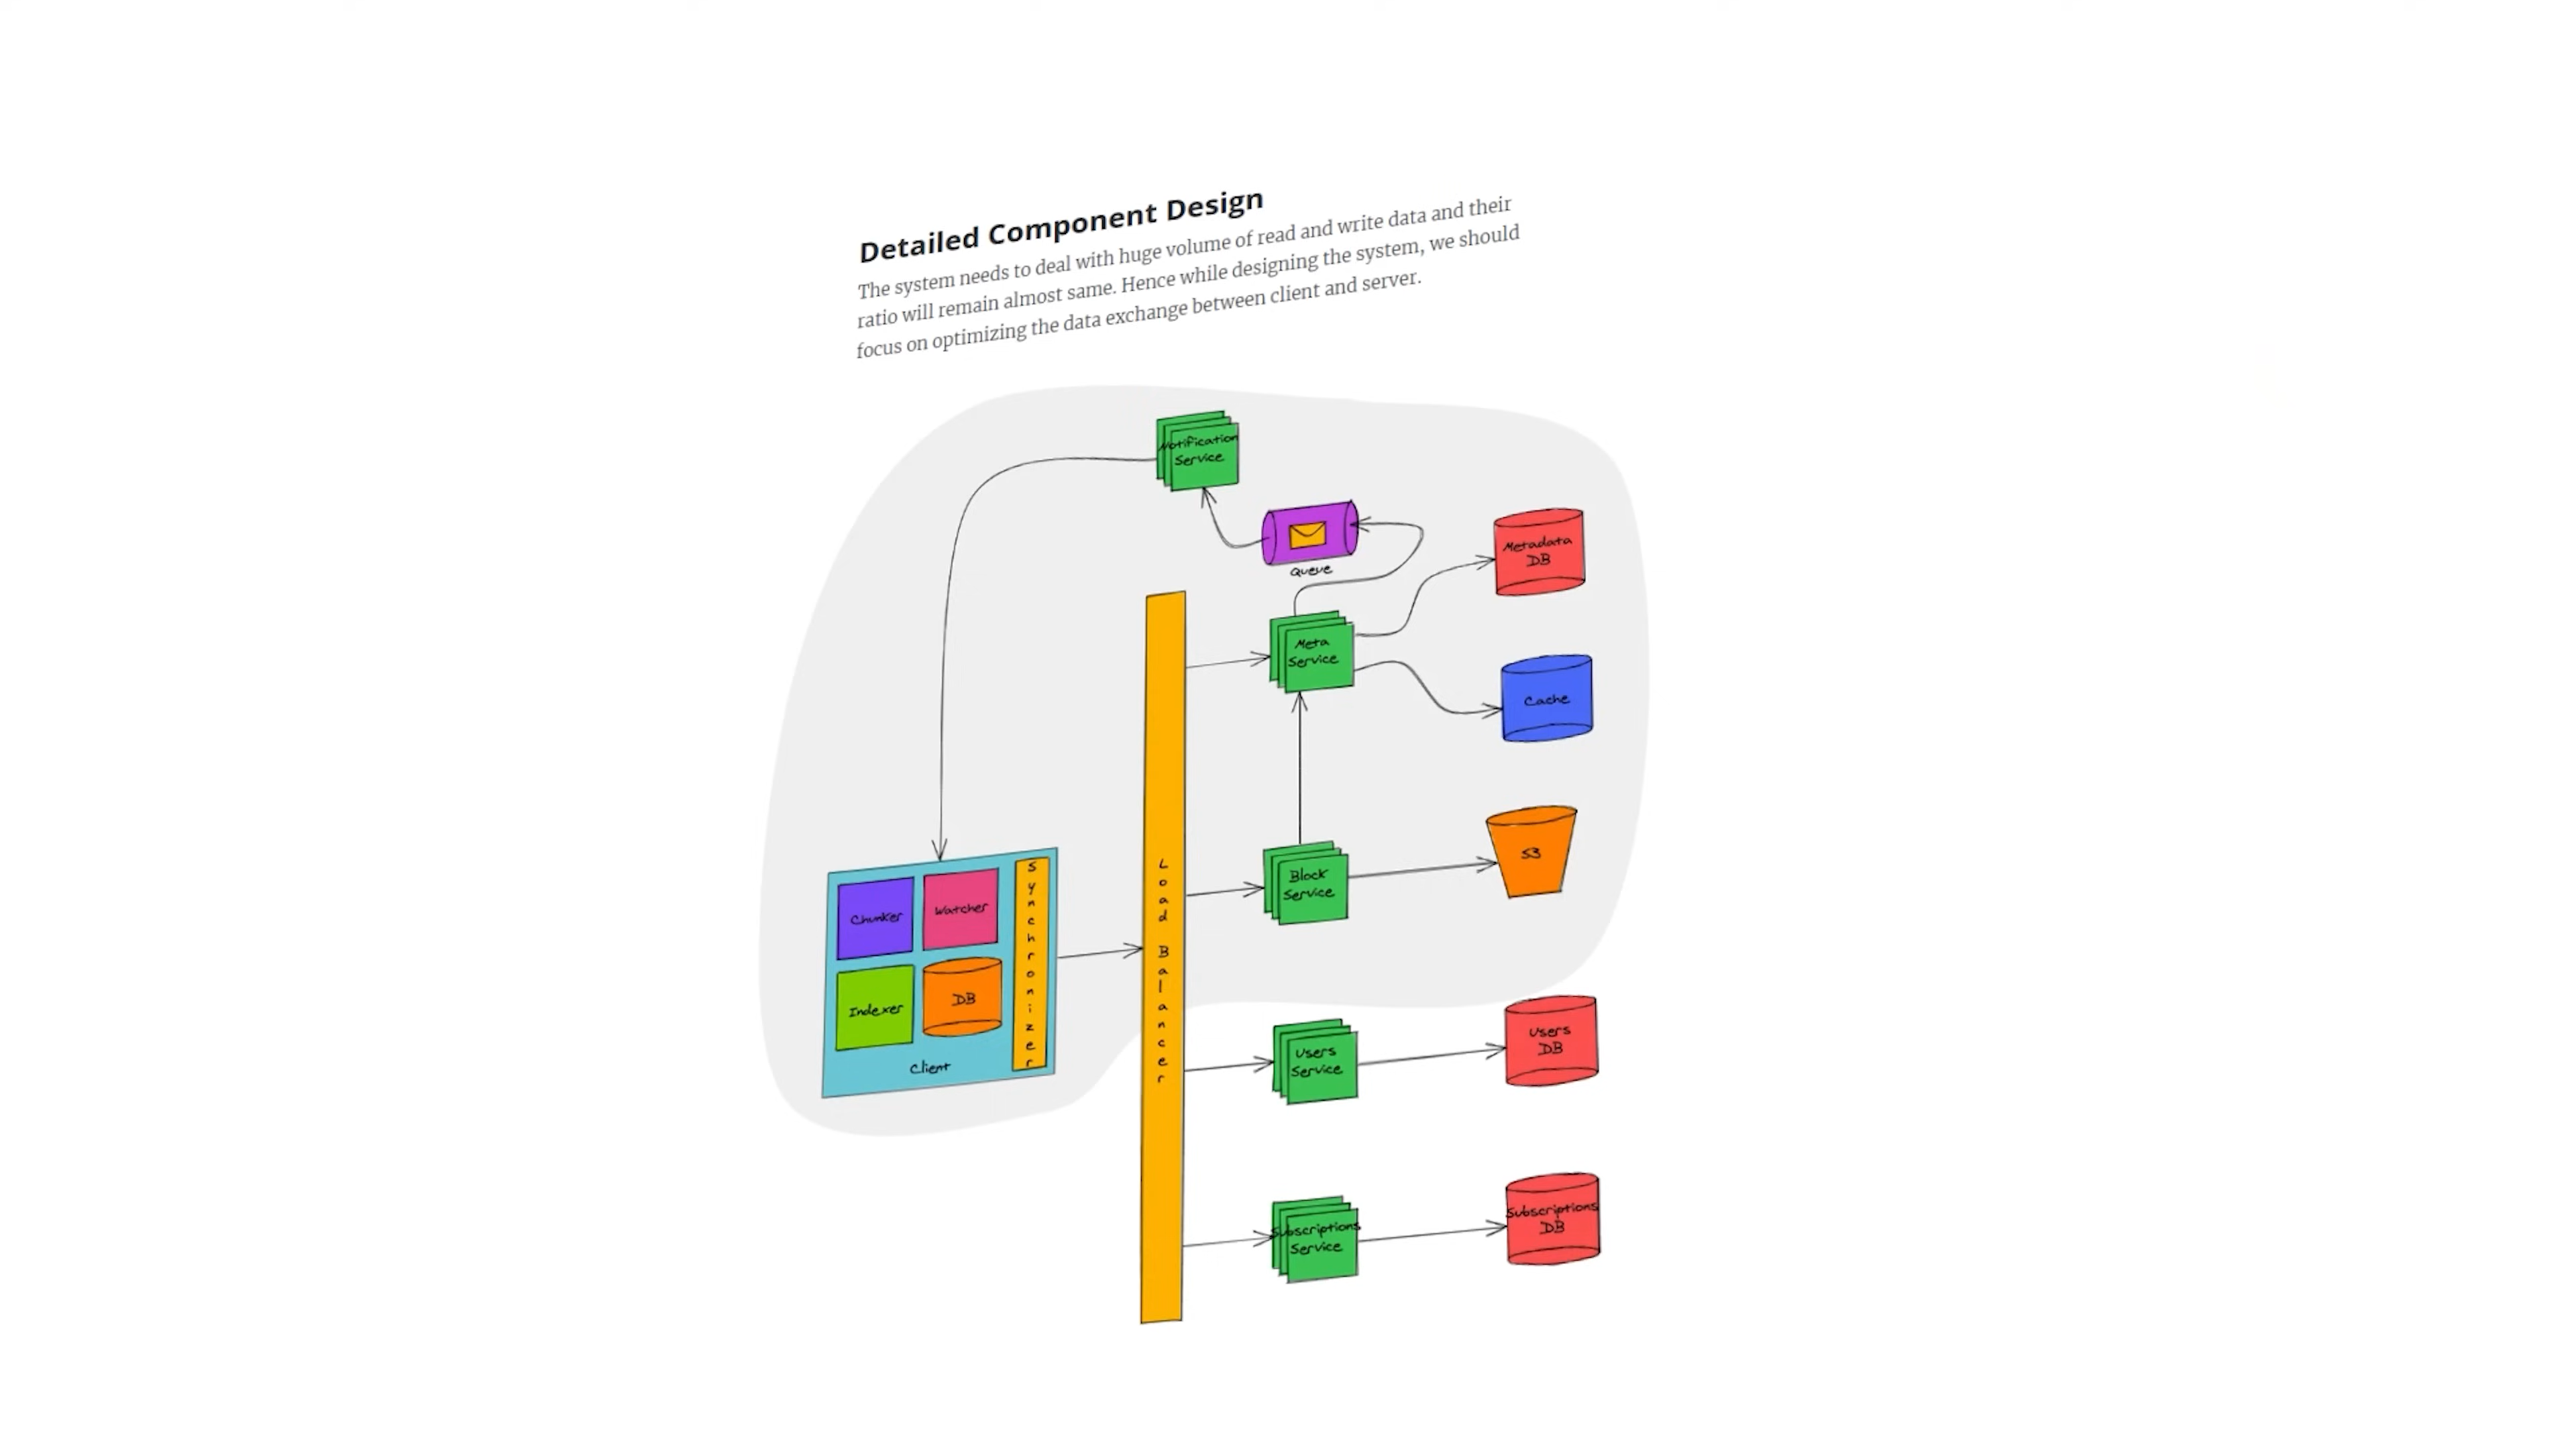 Detailed Component Design
The system needs to deal with huge volume of read and write data and their
ratio will remain almost same. Hence while designing the system, we should
focus on optimizing the data exchange between client and server.
Notification
Service
Queue
Metadata
DB
Meta
Service
Cache
Block
Service
S3
Load Balancer
Chunker
Watcher
Synchronizer
Indexer
DB
Client
Users
Service
Users
DB
Subscriptions
Service
Subscriptions
DB